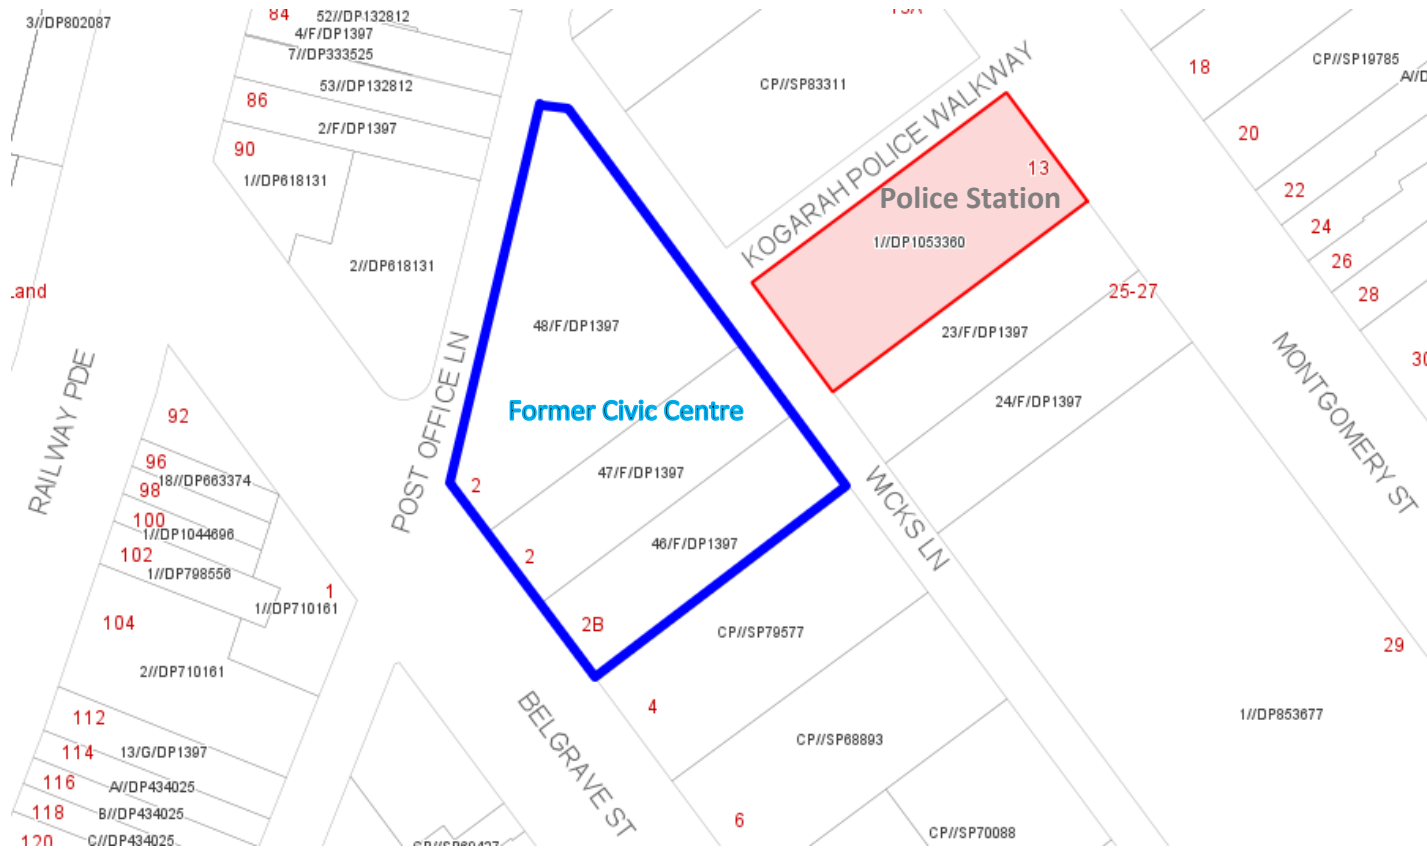 84
52//DP132812
3//DP802087
4/F/DP1397
7//DP333525
CP//SP19785
18
CP//SP83311
53//DP132812
86
2/F/DP1397
20
90
KOGARAH POLICE WALKWAY
13
1//DP618131
22
Police Station
24
1//DP1053360
2//DP618131
26
25-27
28
48/F/DP1397
23/F/DP1397
30
RAILWAY PDE
POST OFFICE LN
MONTGOMERY ST
92
Former Civic Centre
24/F/DP1397
96
47/F/DP1397
18//DP663374
2
98
WICKS LN
100
1//DP1044696
46/F/DP1397
102
2
1//DP798556
1
1//DP710161
104
2B
CP//SP79577
29
2//DP710161
BELGRAVE ST
4
112
1//DP853677
13/G/DP1397
114
CP//SP68893
116
A//DP434025
118
B//DP434025
6
120
C//DP434025
CP//SP70088